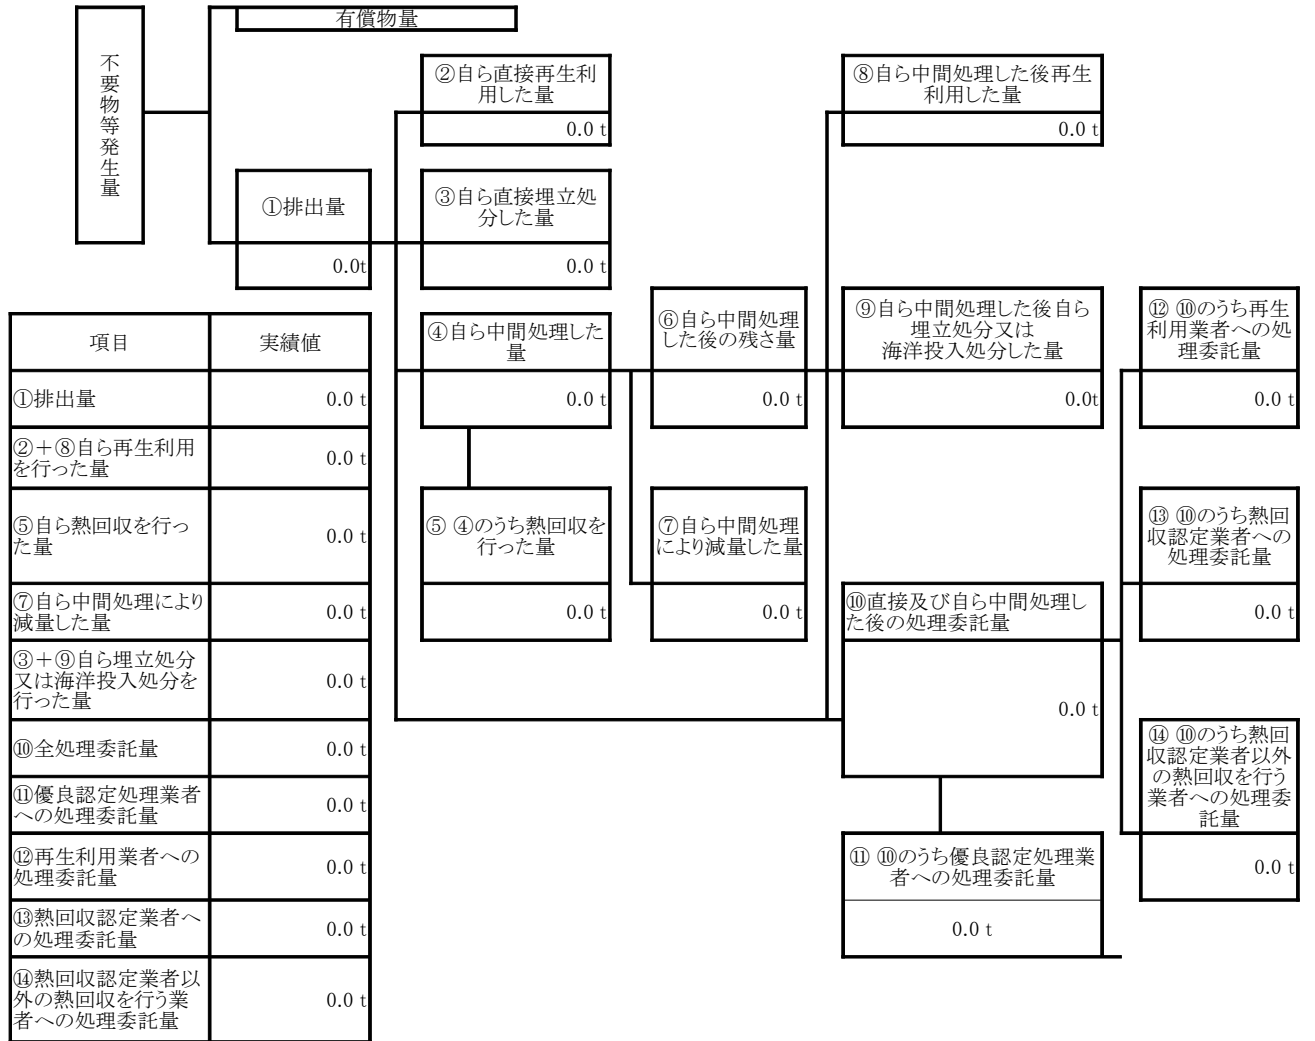 不要物等発生量
有償物量
②自ら直接再生利
用した量
0.0 t
⑧自ら中間処理した後再生
利用した量
0.0 t
①排出量
0.0t
③自ら直接埋立処
分した量
0.0 t
④自ら中間処理した
量
0.0 t
⑥自ら中間処理
した後の残さ量
0.0 t
⑨自ら中間処理した後自ら
埋立処分又は
海洋投入処分した量
0.0t
⑫ ⑩のうち再生
利用業者への処
理委託量
0.0 t
⑤ ④のうち熱回収を
行った量
0.0 t
⑦自ら中間処理
により減量した量
0.0 t
⑩直接及び自ら中間処理し
た後の処理委託量
0.0 t
⑬ ⑩のうち熱回
収認定業者への
処理委託量
0.0 t
⑭ ⑩のうち熱回
収認定業者以外
の熱回収を行う
業者への処理委
託量
0.0 t
⑪ ⑩のうち優良認定処理業
者への処理委託量
0.0 t
項目 実績値
①排出量 0.0 t
②＋⑧自ら再生利用
を行った量 0.0 t
⑤自ら熱回収を行っ
た量 0.0 t
⑦自ら中間処理により
減量した量 0.0 t
③＋⑨自ら埋立処分
又は海洋投入処分を
行った量 0.0 t
⑩全処理委託量 0.0 t
⑪優良認定処理業者
への処理委託量 0.0 t
⑫再生利用業者への
処理委託量 0.0 t
⑬熱回収認定業者へ
の処理委託量 0.0 t
⑭熱回収認定業者以
外の熱回収を行う業
者への処理委託量 0.0 t